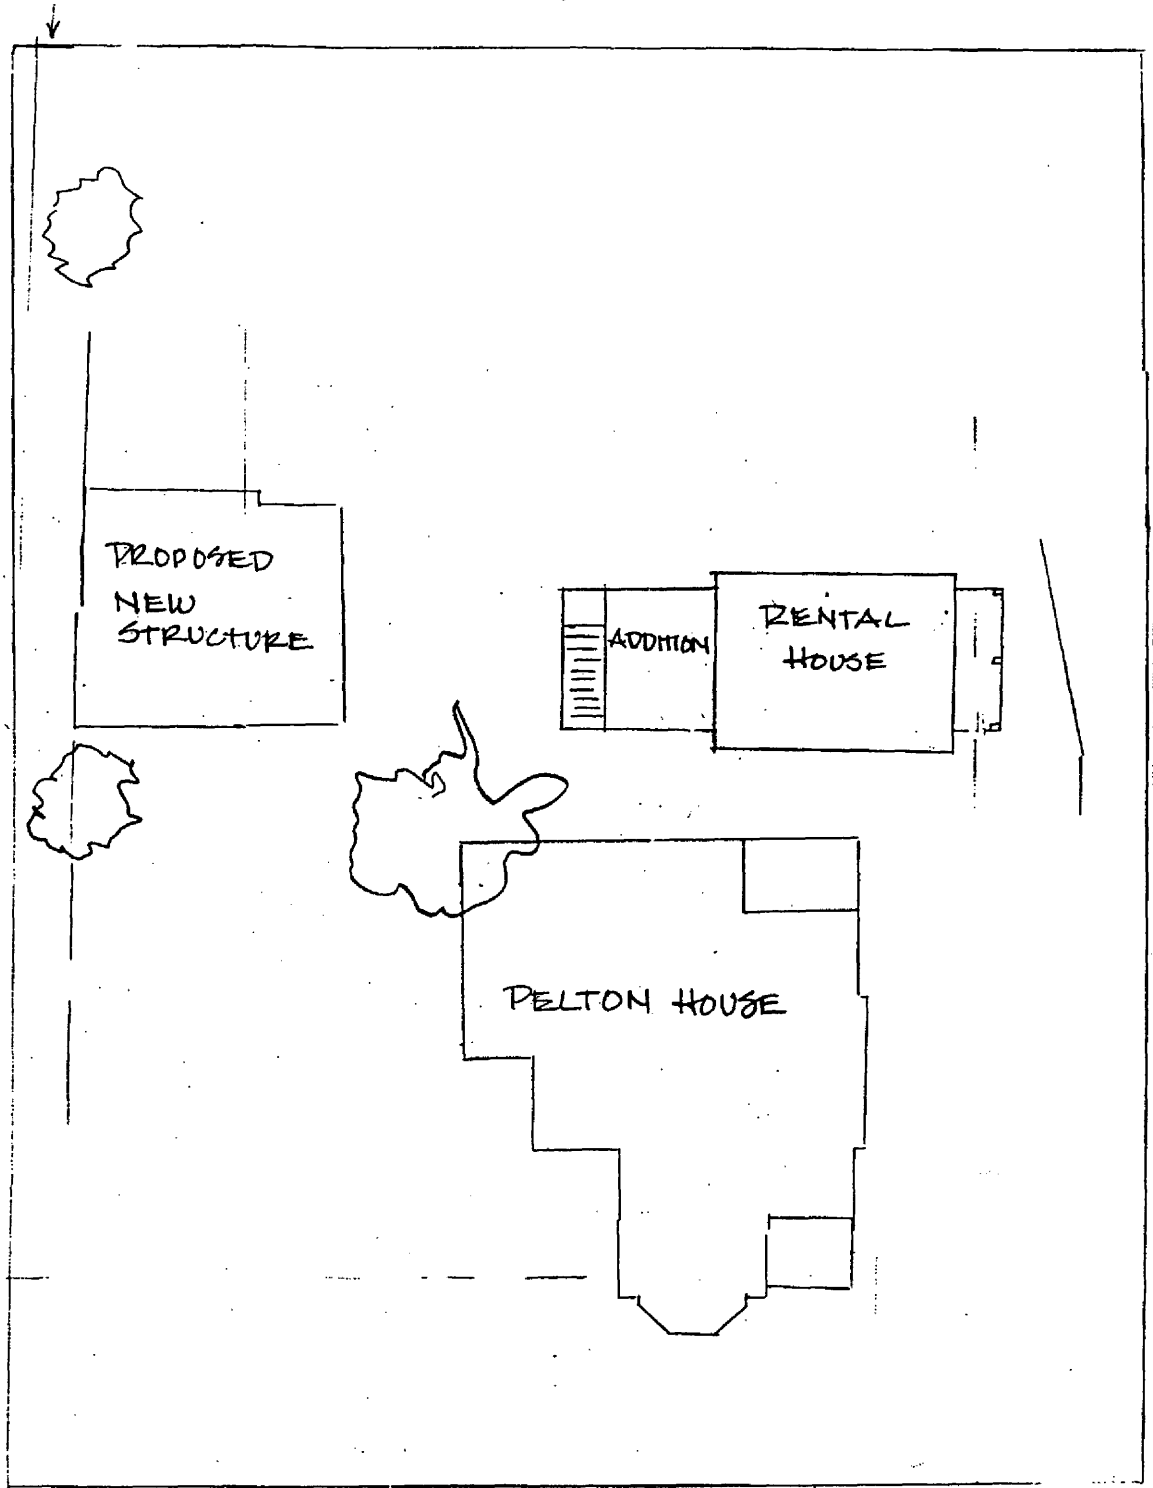 PROPOSED
NEW
STRUCTURE
ADDITION
RENTAL
HOUSE
PELTON HOUSE